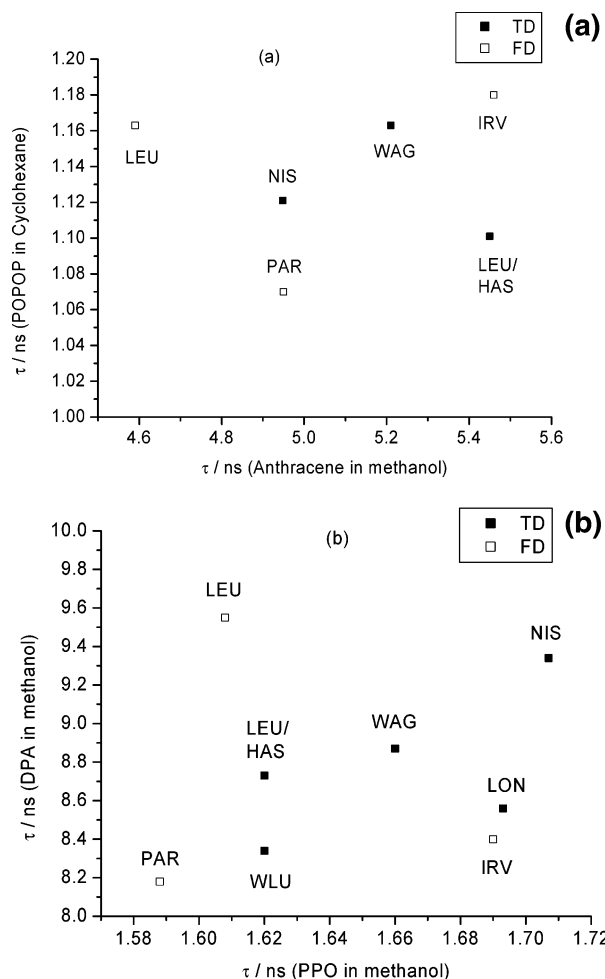 TD
FD
(a)
(a)
1.20
1.18
1.16
1.14
1.12
1.10
1.08
1.06
1.04
1.02
1.00
τ / ns (POPOP in Cyclohexane)
LEU
IRV
WAG
NIS
PAR
LEU/
HAS
4.6
4.8
5.0
5.2
5.4
5.6
τ / ns (Anthracene in methanol)
TD
FD
(b)
(b)
10.0
9.8
9.6
9.4
9.2
9.0
8.8
8.6
8.4
8.2
8.0
τ / ns (DPA in methanol)
LEU
NIS
LEU/
HAS
WAG
LON
PAR
WLU
IRV
1.58
1.60
1.62
1.64
1.66
1.68
1.70
1.72
τ / ns (PPO in methanol)